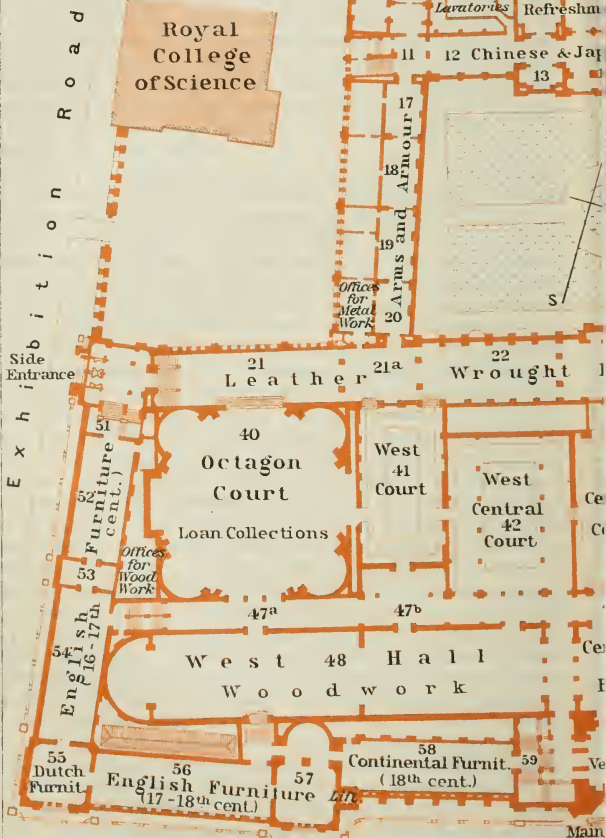 Lavatories
Royal
College
of Science
11
12 Chinese &
13
17
18
19
20
Arms and Armour
Offices
for
Metal
Work
S
Exhibition Road
Side
Entrance
21
21a
Leather
22
Wrought
51
52
53
54
English Furniture
(16-17th cent.)
Offices
for
Wood
Work
40
Octagon
Court
Loan Collections
West
41
Court
West
Central
42
Court
47a
47b
West 48 Hall
Woodwork
55
Dutch
Furnit.
56
English Furniture
(17-18th cent.)
57
Lift.
58
Continental Furnit.
(18th cent.)
59
Main